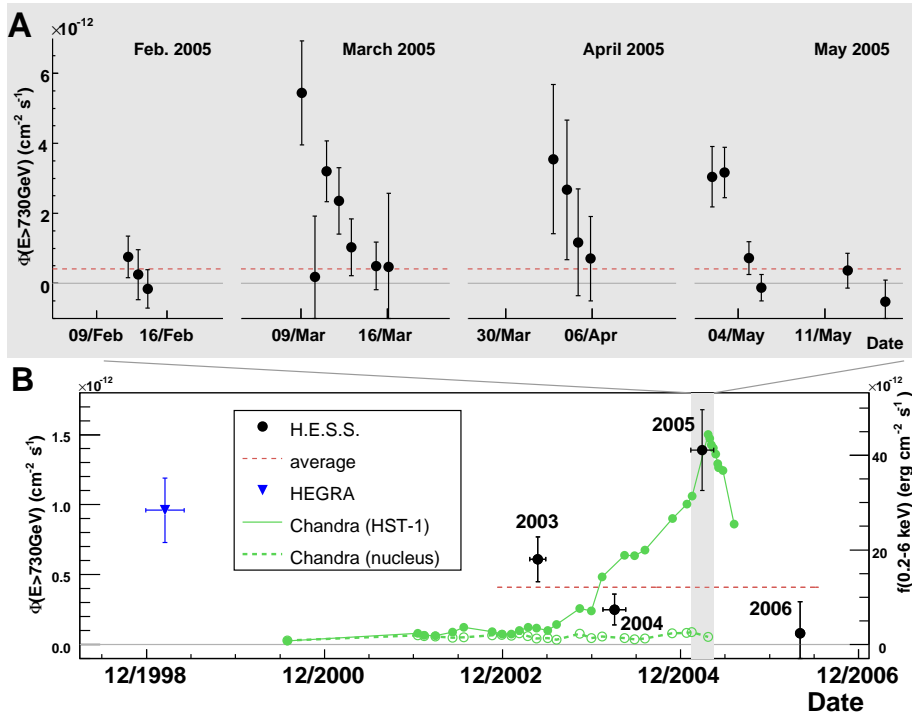 A
×10⁻¹²
Feb. 2005
March 2005
April 2005
May 2005
Φ(E>730GeV) (cm⁻² s⁻¹)
6
4
2
0
09/Feb 16/Feb 09/Mar 16/Mar 30/Mar 06/Apr 04/May 11/May Date
B
×10⁻¹²
×10⁻¹²
Φ(E>730GeV) (cm⁻² s⁻¹)
1.5
1.0
0.5
0.0
H.E.S.S.
average
HEGRA
Chandra (HST-1)
Chandra (nucleus)
2003
2004
2005
2006
40
20
0
f(0.2-6 keV) (erg cm⁻² s⁻¹)
12/1998 12/2000 12/2002 12/2004 12/2006
Date